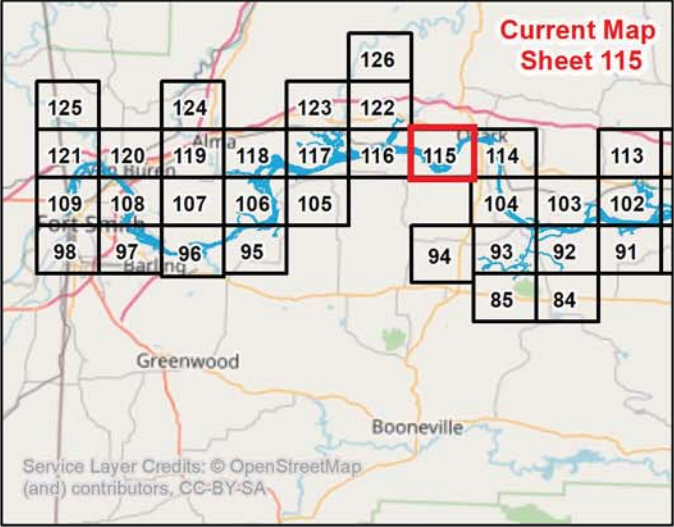 Current Map
Sheet 115
126
125 124 123 122
Alma Ozark
121 120 119 118 117 116 115 114 113
Van Buren
109 108 107 106 105 104 103 102
Fort Smith
98 97 96 95 94 93 92 91
Barling
85 84
Greenwood
Booneville
Service Layer Credits: © OpenStreetMap
(and) contributors, CC-BY-SA